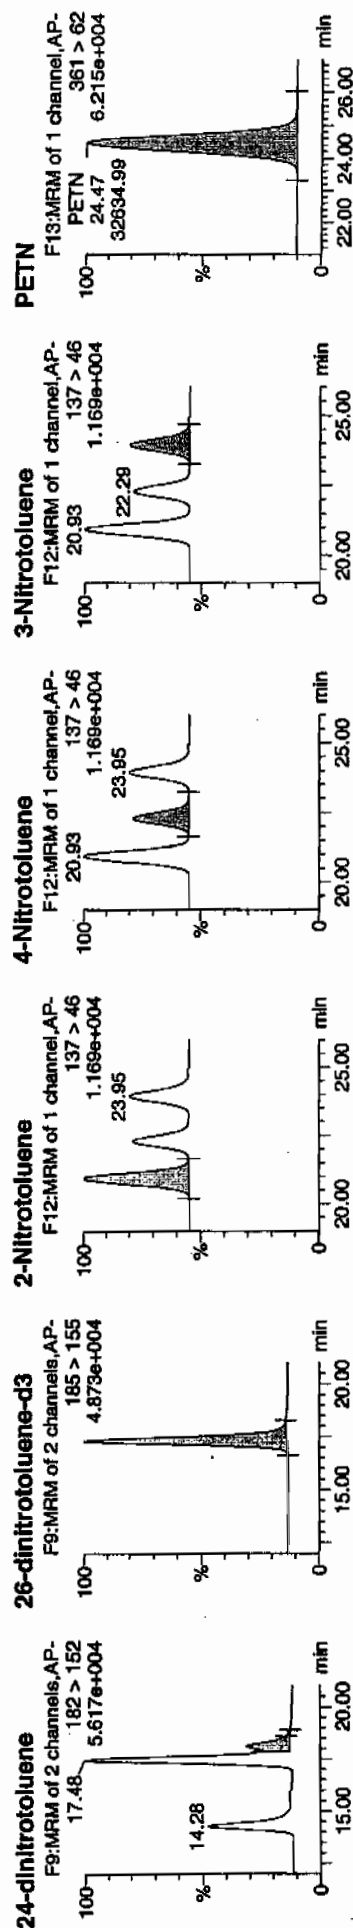 24-dinitrotoluene
F9:MRM of 2 channels,AP-
182 > 152
5.617e+004
17.48
14.28
100
%
0
15.00
20.00
min
26-dinitrotoluene-d3
F9:MRM of 2 channels,AP-
185 > 155
4.873e+004
100
%
0
15.00
20.00
min
2-Nitrotoluene
F12:MRM of 1 channel,AP-
137 > 46
1.169e+004
23.95
100
%
0
20.00
25.00
min
4-Nitrotoluene
F12:MRM of 1 channel,AP-
137 > 46
1.169e+004
20.93
23.95
100
%
0
20.00
25.00
min
3-Nitrotoluene
F12:MRM of 1 channel,AP-
137 > 46
1.169e+004
20.93
22.29
100
%
0
20.00
25.00
min
PETN
F13:MRM of 1 channel,AP-
361 > 62
6.215e+004
PETN
24.47
32634.99
100
%
0
22.00
24.00
26.00
min